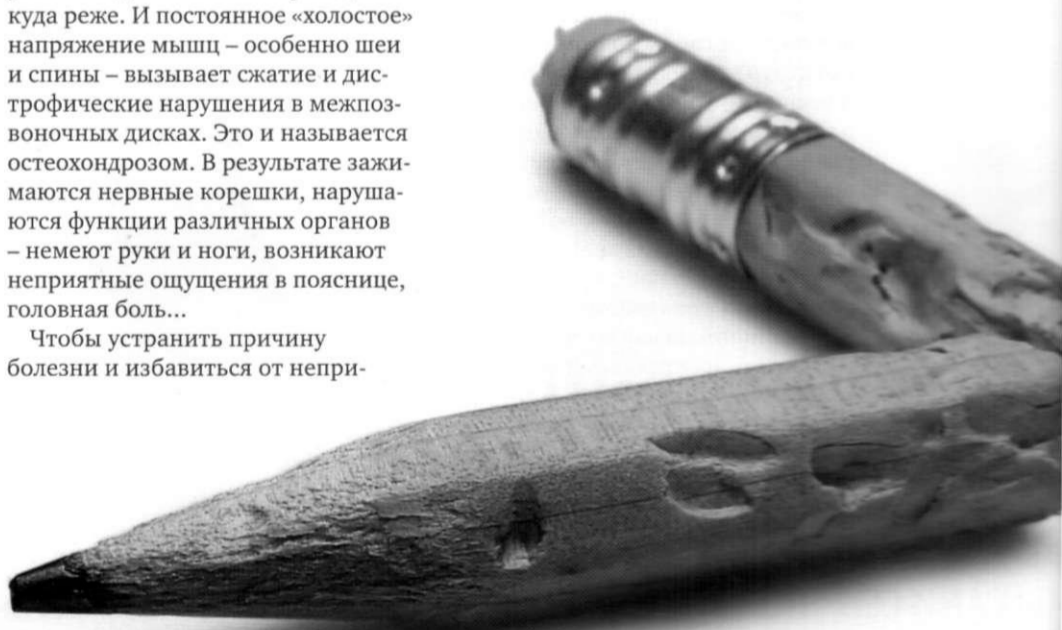 куда реже. И постоянное «холостое»
напряжение мышц – особенно шеи
и спины – вызывает сжатие и дис-
трофические нарушения в межпоз-
воночных дисках. Это и называется
остеохондрозом. В результате зажи-
маются нервные корешки, наруша-
ются функции различных органов
– немеют руки и ноги, возникают
неприятные ощущения в пояснице,
головная боль...
Чтобы устранить причину
болезни и избавиться от непри-